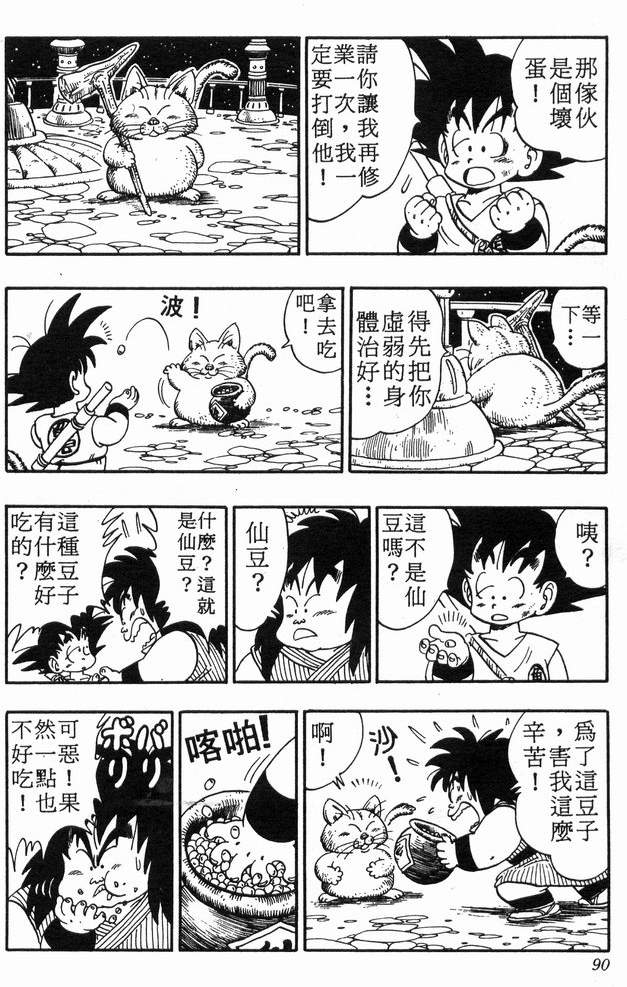 那傢伙
是個壞
蛋！
請你讓我再修
業一次，我一
定要打倒他！
等一
下…
得先把你
虛弱的身
體治好…
拿去吃
吧！
波！
咦？
這不是仙
豆嗎？
仙豆？
什麼？這就
是仙豆？
這種豆子
有什麼好
吃的？
為了這豆子
，害我這麼
辛苦！
沙！
啊！
喀啪！
バリ
ボリ
可惡！果
然一點也
不好吃！
90